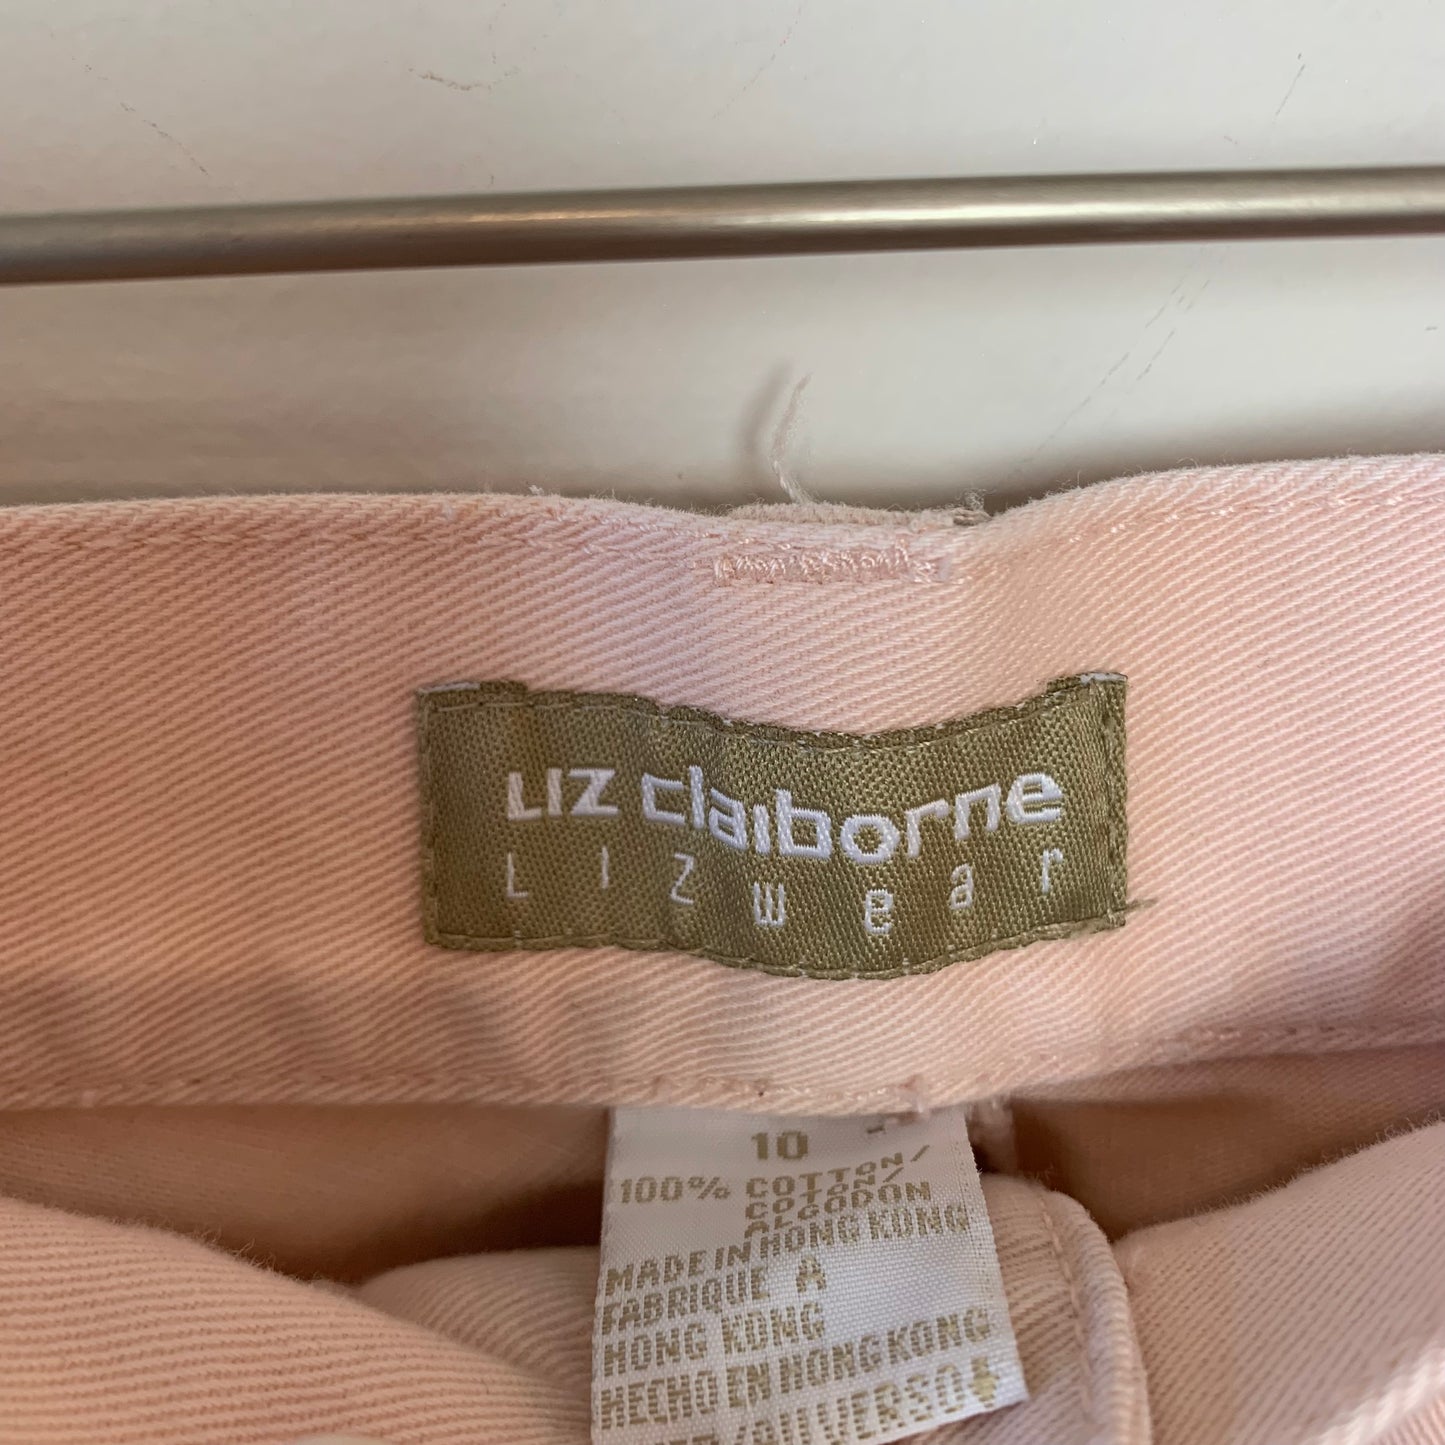 LIZ claiborne
LIZwear
10
100% COTTON/
COTON/
ALGODON
MADE IN HONG KONG
FABRIQUE A
HONG KONG
HECHO EN HONG KONG